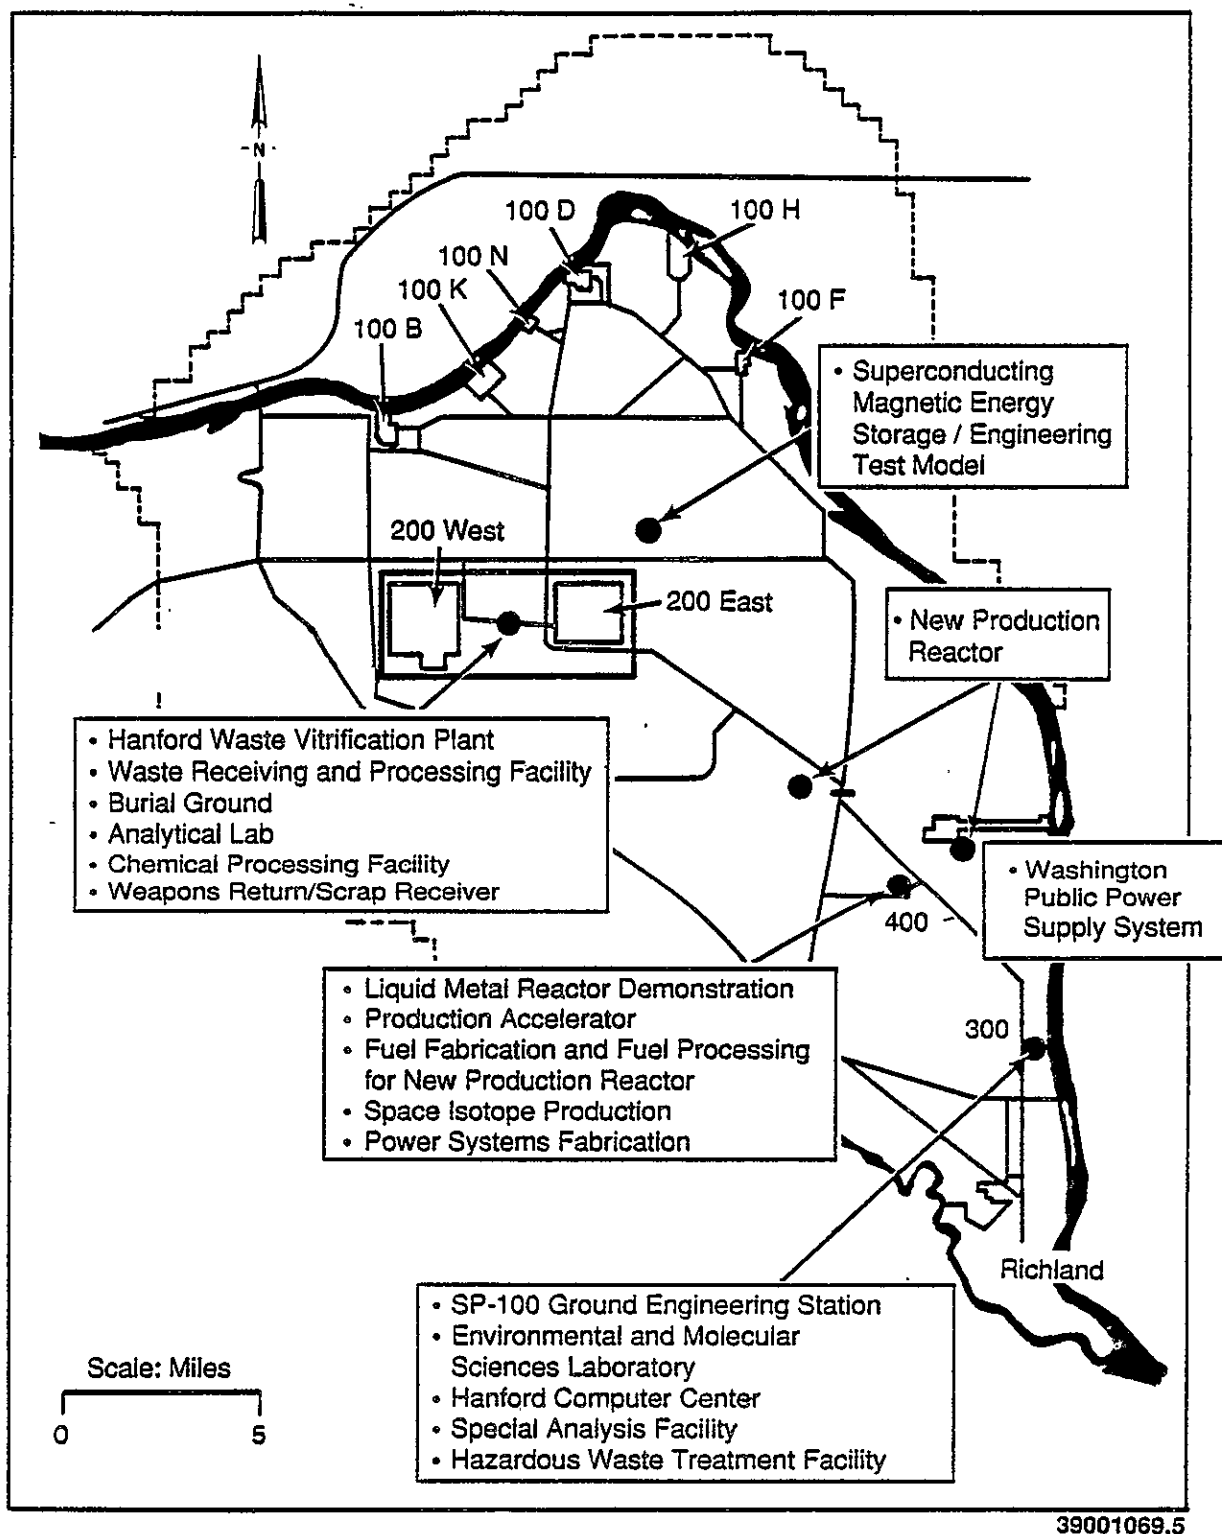 - N -
100 D
100 H
100 N
100 K
100 F
100 B
• Superconducting
Magnetic Energy
Storage / Engineering
Test Model
200 West
200 East
• New Production
Reactor
• Hanford Waste Vitrification Plant
• Waste Receiving and Processing Facility
• Burial Ground
• Analytical Lab
• Chemical Processing Facility
• Weapons Return/Scrap Receiver
• Washington
Public Power
Supply System
400
• Liquid Metal Reactor Demonstration
• Production Accelerator
• Fuel Fabrication and Fuel Processing
for New Production Reactor
• Space Isotope Production
• Power Systems Fabrication
300
Richland
• SP-100 Ground Engineering Station
• Environmental and Molecular
Sciences Laboratory
• Hanford Computer Center
• Special Analysis Facility
• Hazardous Waste Treatment Facility
Scale: Miles
0 5
39001069.5